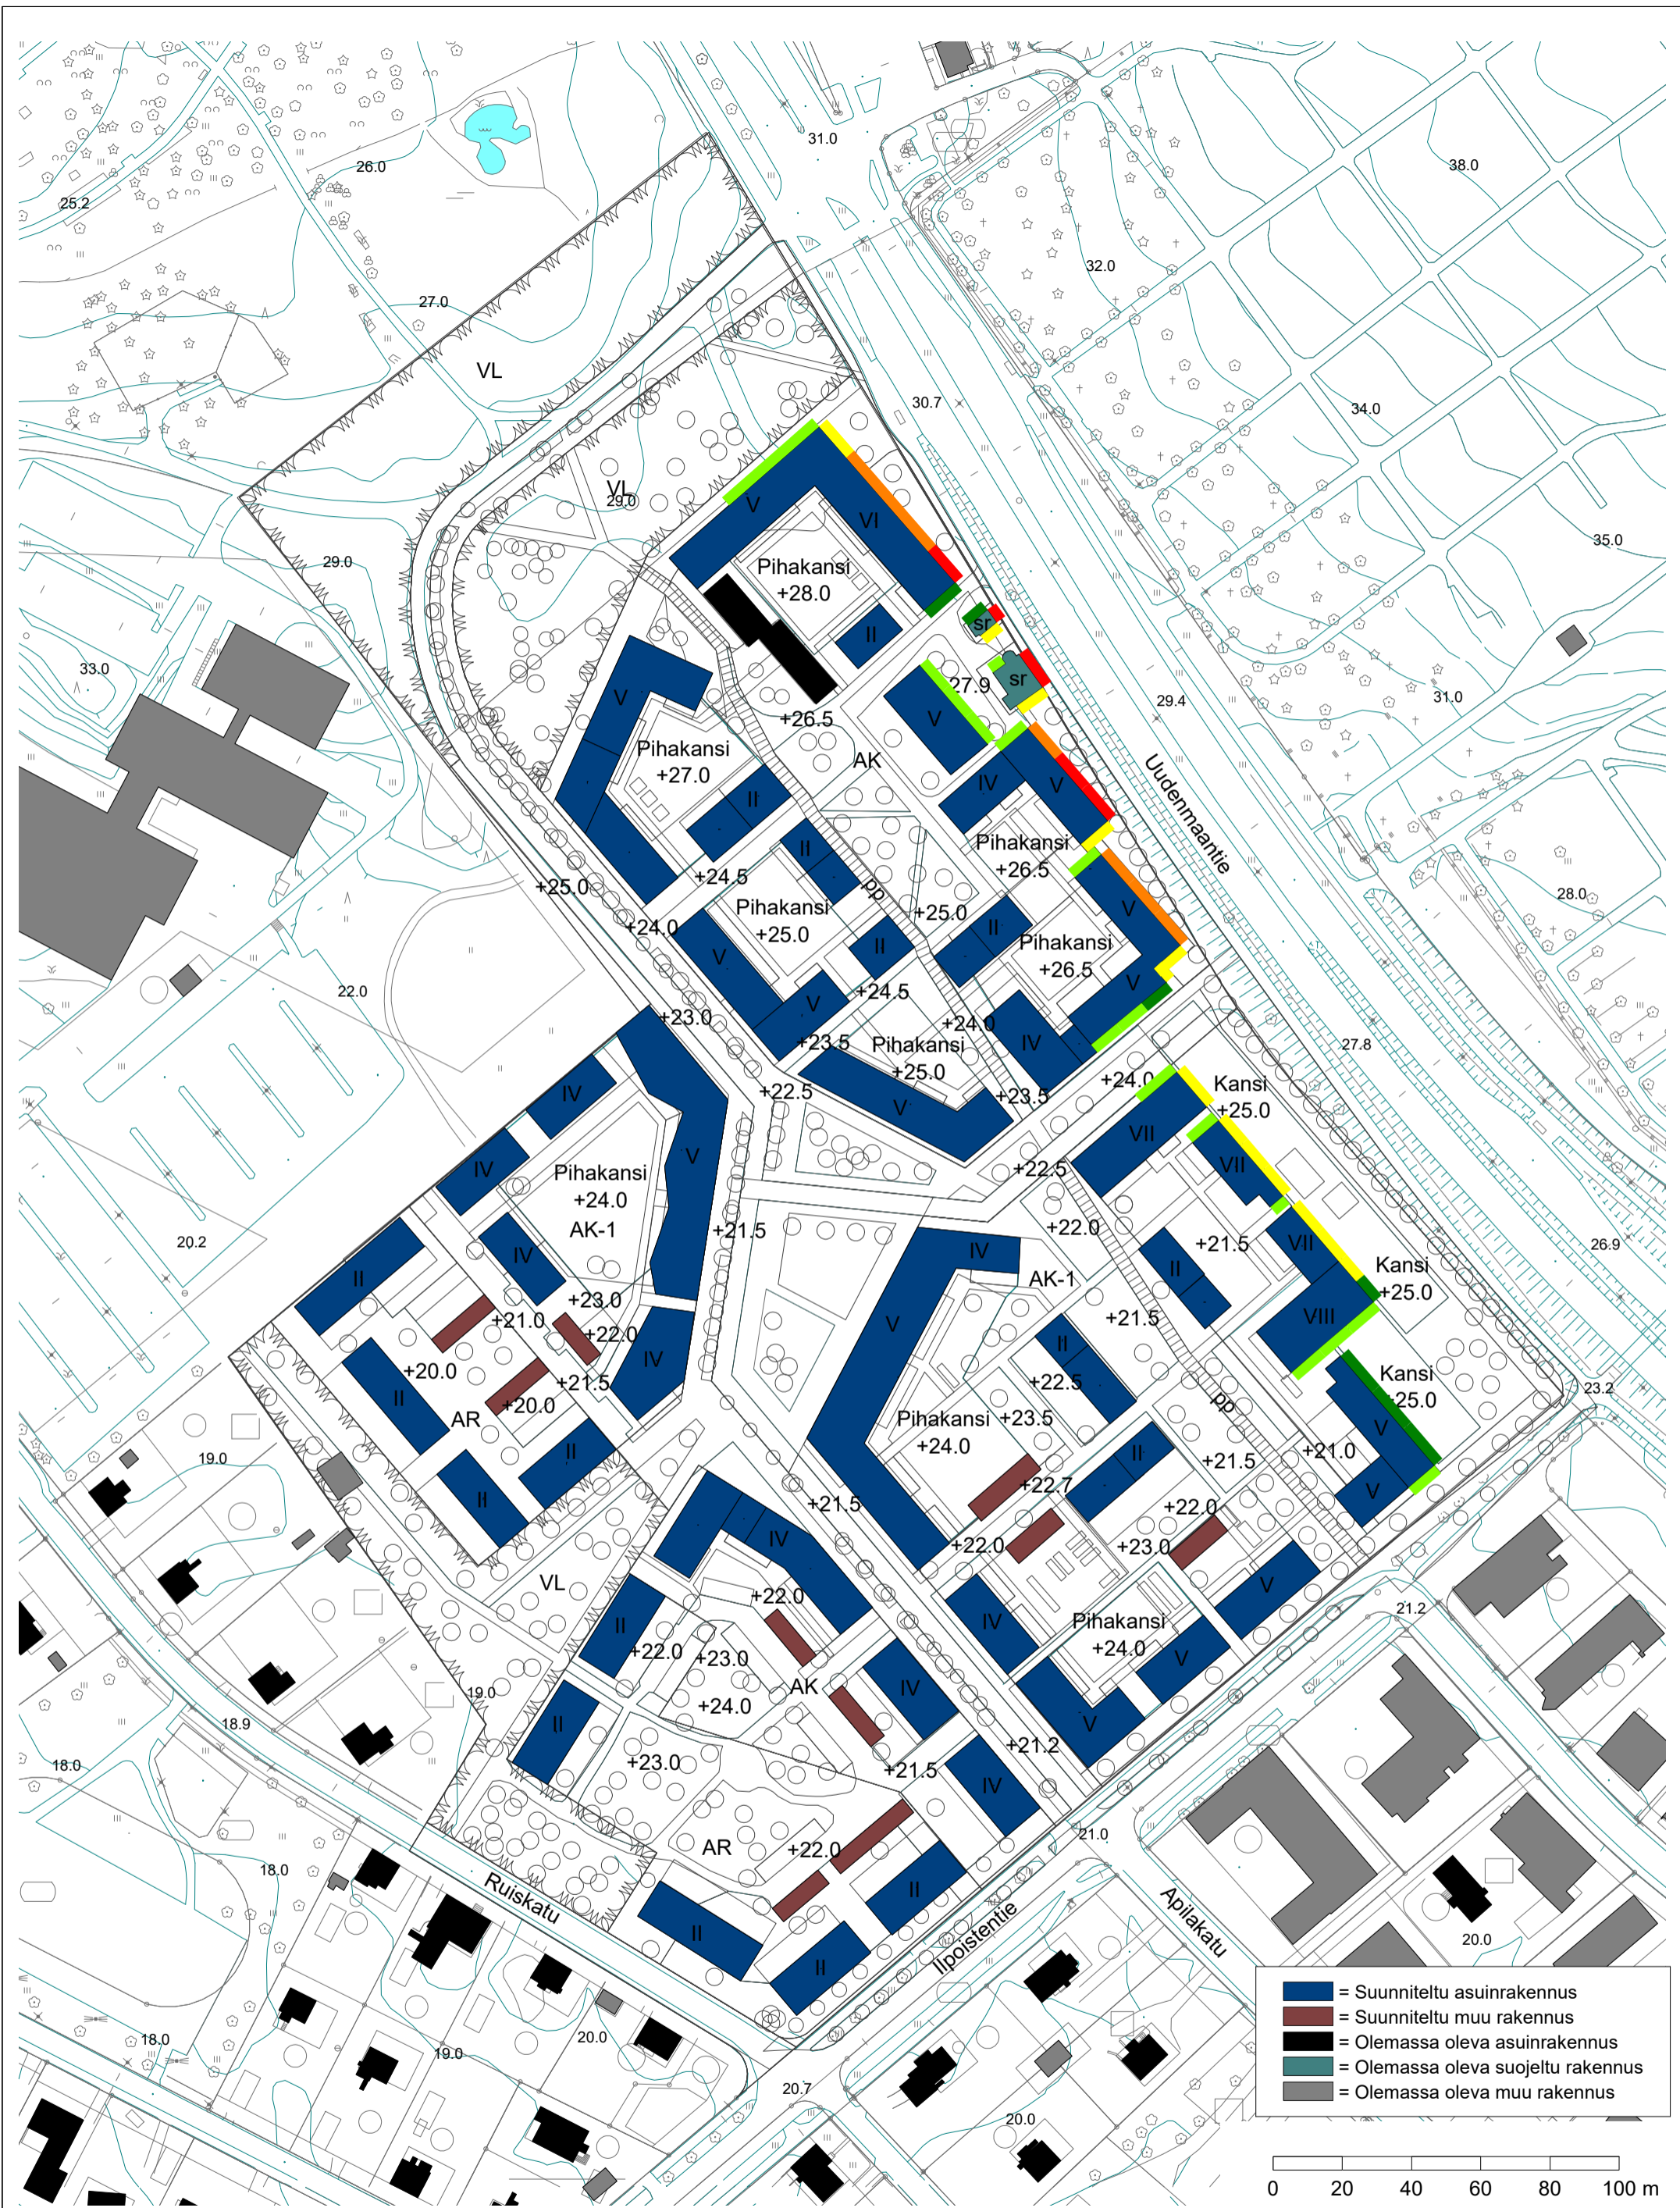 31.0
38.0
26.0
25.2
32.0
27.0
VL
30.7
34.0
VL
29.0
V
VI
35.0
29.0
Pihakansi
+28.0
sr
II
33.0
sr
27.9
31.0
V
29.4
V
+26.5
Pihakansi
+27.0
AK
Uudenmaantie
IV
V
II
Pihakansi
+26.5
II
+24.5
pp
+25.0
28.0
Pihakansi
+25.0
+25.0
V
+24.0
II
Pihakansi
+26.5
II
V
V
22.0
+24.5
V
+23.0
+24.0
+23.5
Pihakansi
+25.0
IV
27.8
+24.0
Kansi
+25.0
+22.5
IV
+23.5
V
VII
V
IV
Pihakansi
+24.0
+22.5
VII
AK-1
+22.0
+21.5
20.2
IV
IV
+21.5
VII
26.9
II
AK-1
II
Kansi
+25.0
+23.0
+21.0
+21.5
VIII
V
+22.0
II
IV
+20.0
+21.5
+22.5
Kansi
+25.0
23.2
II
+20.0
AR
pp
Pihakansi
+24.0
+23.5
V
+21.0
19.0
II
II
+21.5
+22.7
V
II
+21.5
+22.0
IV
+22.0
+23.0
VL
V
+22.0
IV
21.2
II
Pihakansi
+24.0
+22.0
+23.0
V
AK
IV
19.0
+24.0
18.9
II
V
+21.2
18.0
+23.0
+21.5
IV
21.0
AR
+22.0
18.0
Ruiskatu
II
II
Apilakatu
Ilpoistentie
20.0
II
= Suunniteltu asuinrakennus
= Suunniteltu muu rakennus
= Olemassa oleva asuinrakennus
= Olemassa oleva suojeltu rakennus
= Olemassa oleva muu rakennus
18.0
20.0
19.0
20.7
20.0
0 20 40 60 80 100 m